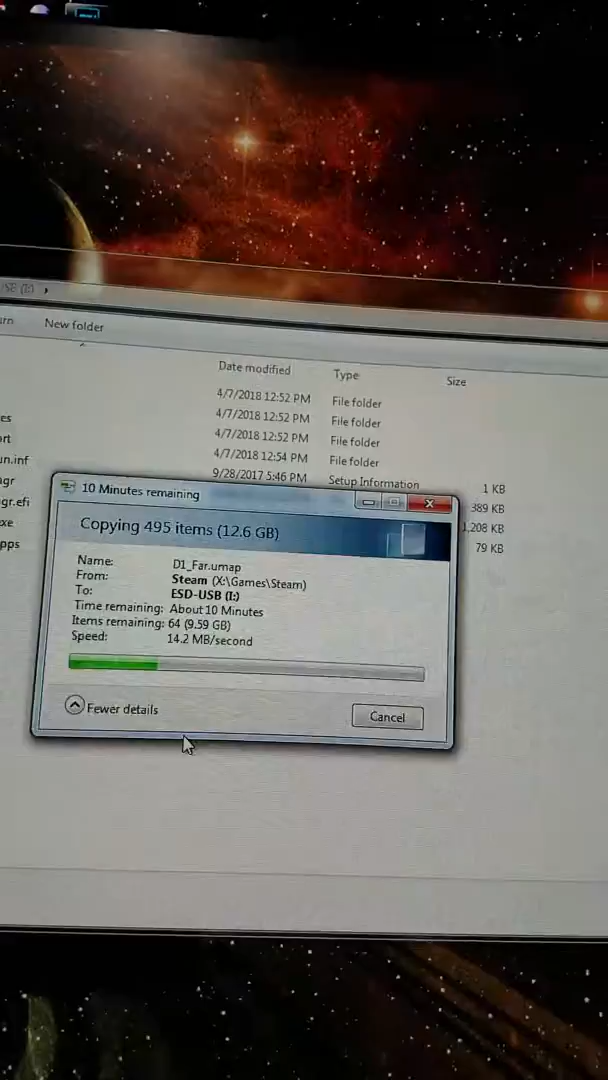 SB (I:)
New folder
Date modified Type Size
4/7/2018 12:52 PM File folder
4/7/2018 12:52 PM File folder
4/7/2018 12:52 PM File folder
4/7/2018 12:54 PM File folder
9/28/2017 5:46 PM Setup Information 1 KB
389 KB
1,208 KB
79 KB
es
ort
un.inf
gr
gr.efi
xe
pps
10 Minutes remaining
Copying 495 items (12.6 GB)
Name: D1_Far.umap
From: Steam (X:\Games\Steam)
To: ESD-USB (I:)
Time remaining: About 10 Minutes
Items remaining: 64 (9.59 GB)
Speed: 14.2 MB/second
Fewer details
Cancel